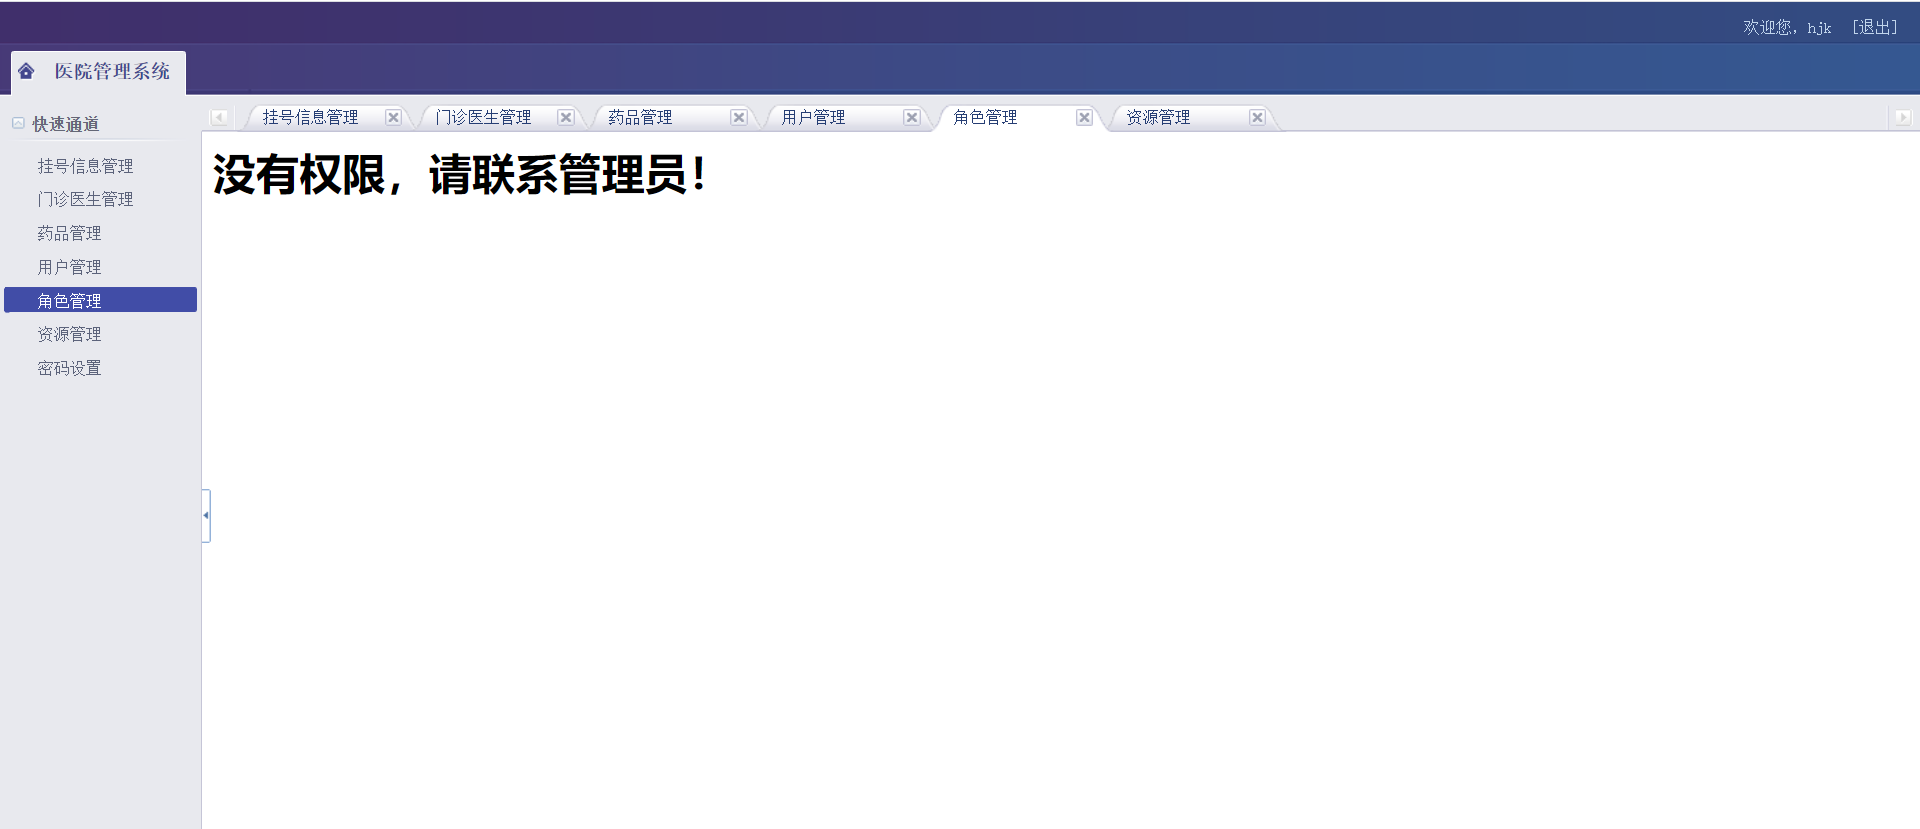 欢迎您，hjk [退出]
医院管理系统
快速通道
挂号信息管理
门诊医生管理
药品管理
用户管理
角色管理
资源管理
密码设置
挂号信息管理 门诊医生管理 药品管理 用户管理 角色管理 资源管理
没有权限，请联系管理员！